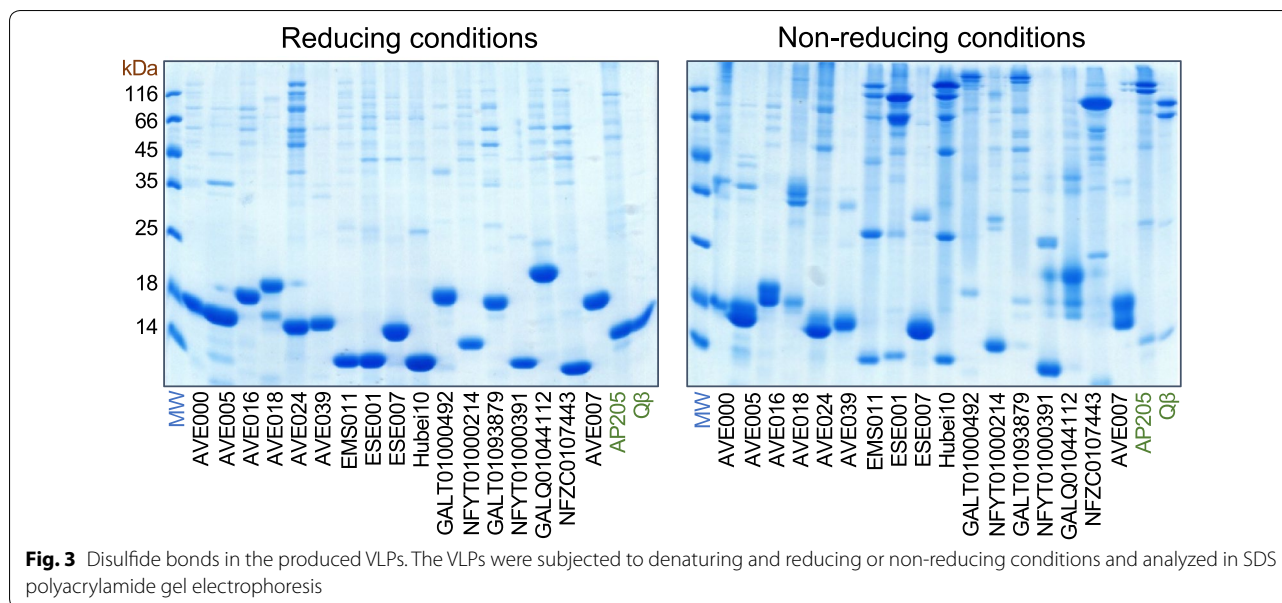 Reducing conditions
Non-reducing conditions
kDa
116
66
45
35
25
18
14
MW
AVE000
AVE005
AVE016
AVE018
AVE024
AVE039
EMS011
ESE001
ESE007
Hubei10
GALT01000492
NFYT01000214
GALT01093879
NFYT01000391
GALQ01044112
NFZC0107443
AVE007
AP205
Qβ
MW
AVE000
AVE005
AVE016
AVE018
AVE024
AVE039
EMS011
ESE001
ESE007
Hubei10
GALT01000492
NFYT01000214
GALT01093879
NFYT01000391
GALQ01044112
NFZC0107443
AVE007
AP205
Qβ
Fig. 3 Disulfide bonds in the produced VLPs. The VLPs were subjected to denaturing and reducing or non-reducing conditions and analyzed in SDS
polyacrylamide gel electrophoresis